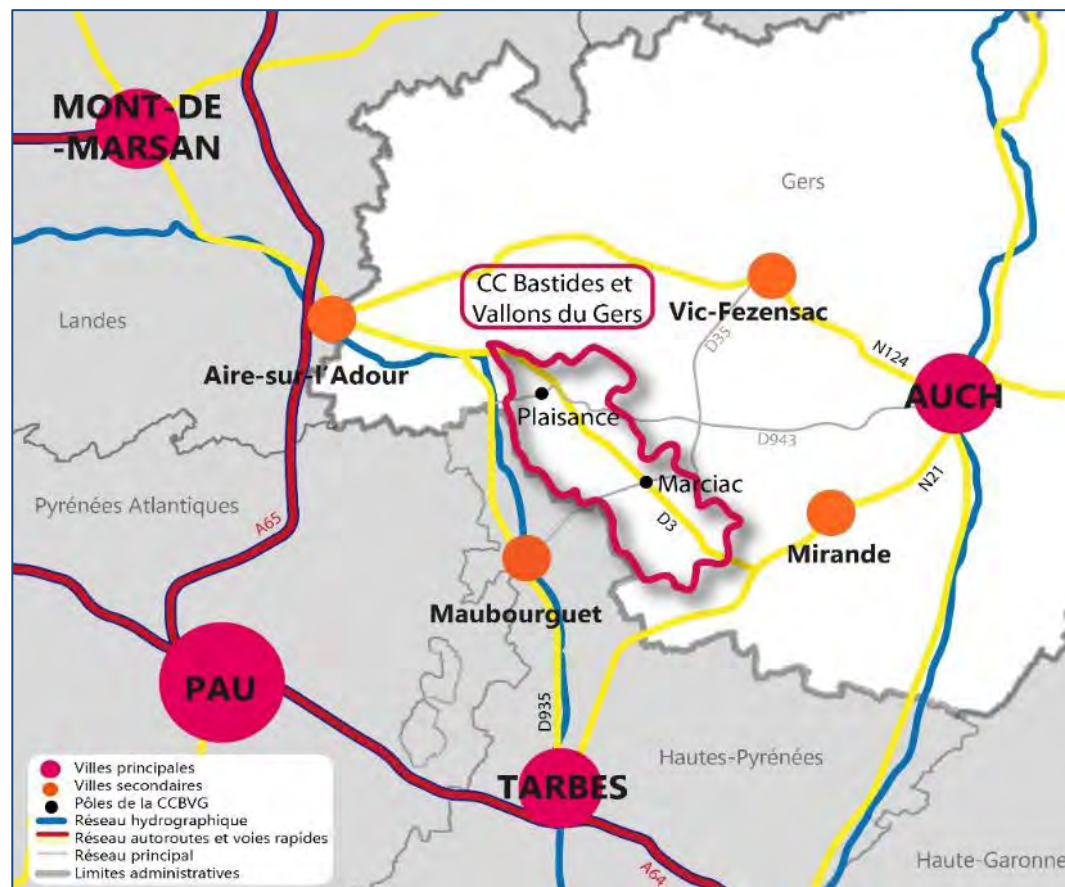 MONT-DE
-MARSAN
Gers
CC Bastides et
Vallons du Gers
Vic-Fezensac
Landes
D35
N124
Aire-sur-l'Adour
AUCH
Plaisance
D943
Marciac
N21
Pyrénées Atlantiques
A65
D3
Mirande
Maubourguet
PAU
D935
Hautes-Pyrénées
TARBES
A64
Haute-Garonne
Villes principales
Villes secondaires
Pôles de la CCBVG
Réseau hydrographique
Réseau autoroutes et voies rapides
Réseau principal
Limites administratives